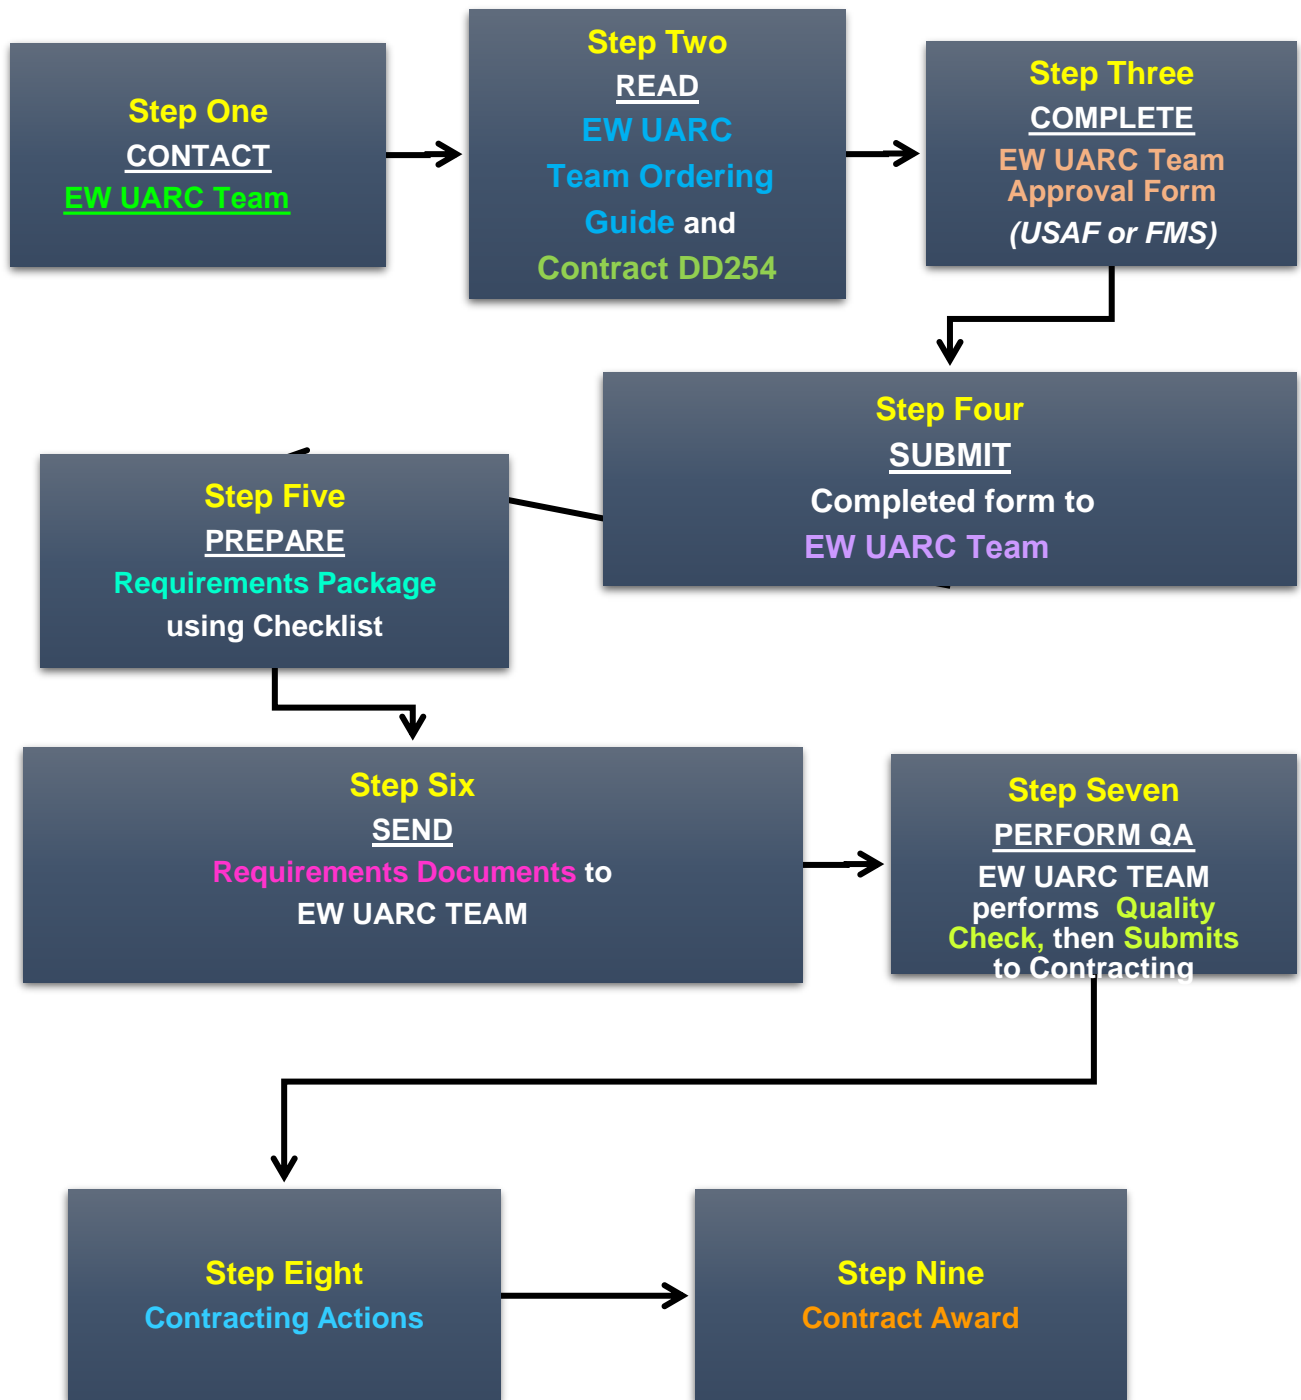 Step One
CONTACT
EW UARC Team
Step Two
READ
EW UARC
Team Ordering
Guide and
Contract DD254
Step Three
COMPLETE
EW UARC Team
Approval Form
(USAF or FMS)
Step Four
SUBMIT
Completed form to
EW UARC Team
Step Five
PREPARE
Requirements Package
using Checklist
Step Six
SEND
Requirements Documents to
EW UARC TEAM
Step Seven
PERFORM QA
EW UARC TEAM
performs Quality
Check, then Submits
to Contracting
Step Eight
Contracting Actions
Step Nine
Contract Award